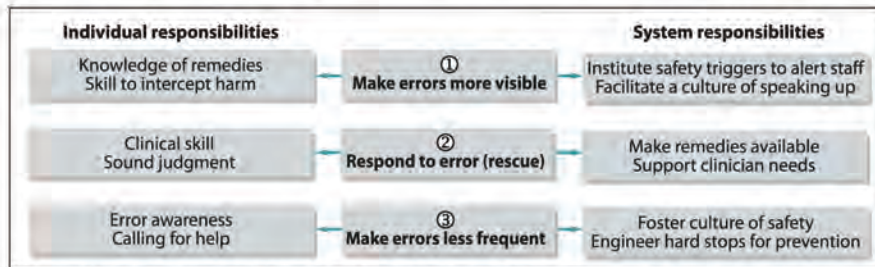 Individual responsibilities
System responsibilities
Knowledge of remedies
Skill to intercept harm
①
Make errors more visible
Institute safety triggers to alert staff
Facilitate a culture of speaking up
Clinical skill
Sound judgment
②
Respond to error (rescue)
Make remedies available
Support clinician needs
Error awareness
Calling for help
③
Make errors less frequent
Foster culture of safety
Engineer hard stops for prevention